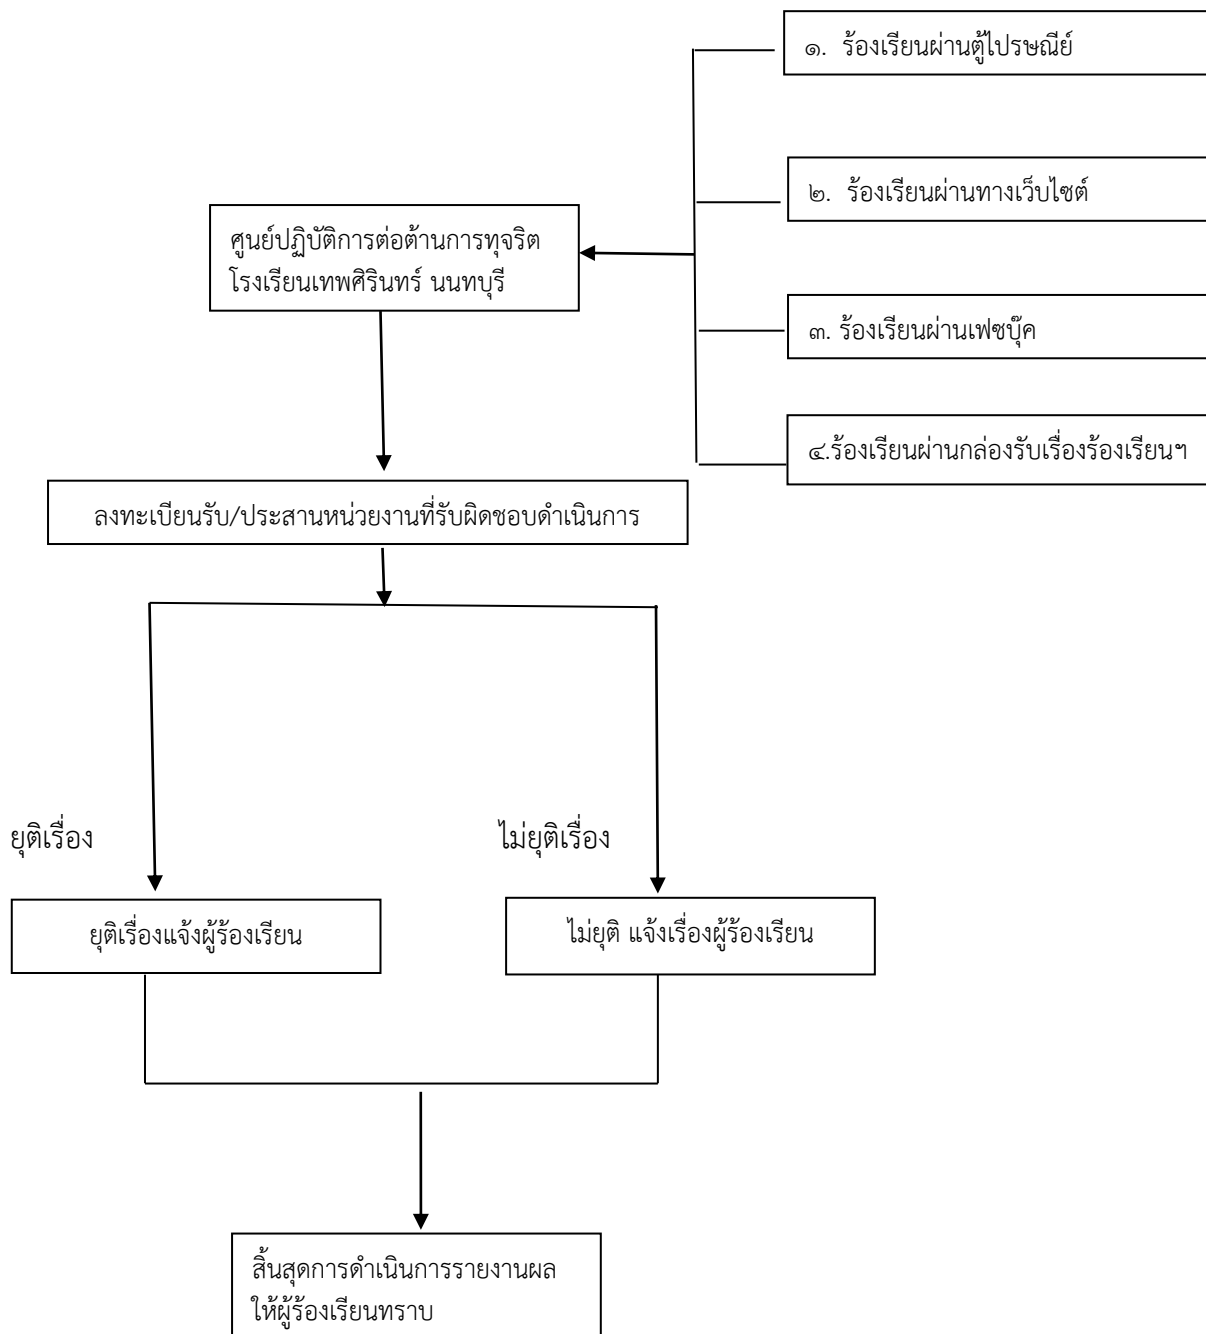 ๑.  ร้องเรียนผ่านตู้ไปรษณีย์
๒.  ร้องเรียนผ่านทางเว็บไซต์
ศูนย์ปฏิบัติการต่อต้านการทุจริต
โรงเรียนเทพศิรินทร์ นนทบุรี
๓. ร้องเรียนผ่านเฟซบุ๊ค
๔.ร้องเรียนผ่านกล่องรับเรื่องร้องเรียนฯ
ลงทะเบียนรับ/ประสานหน่วยงานที่รับผิดชอบดำเนินการ
ยุติเรื่อง
ไม่ยุติเรื่อง
ยุติเรื่องแจ้งผู้ร้องเรียน
ไม่ยุติ แจ้งเรื่องผู้ร้องเรียน
สิ้นสุดการดำเนินการรายงานผล
ให้ผู้ร้องเรียนทราบ